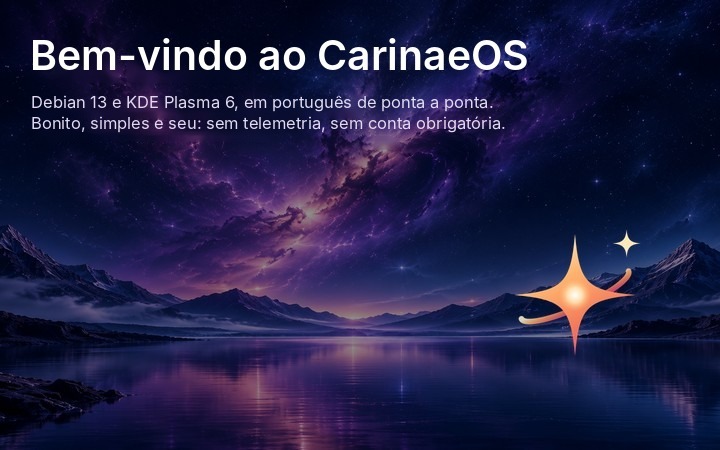 Bem-vindo ao CarinaeOS
Debian 13 e KDE Plasma 6, em português de ponta a ponta.
Bonito, simples e seu: sem telemetria, sem conta obrigatória.